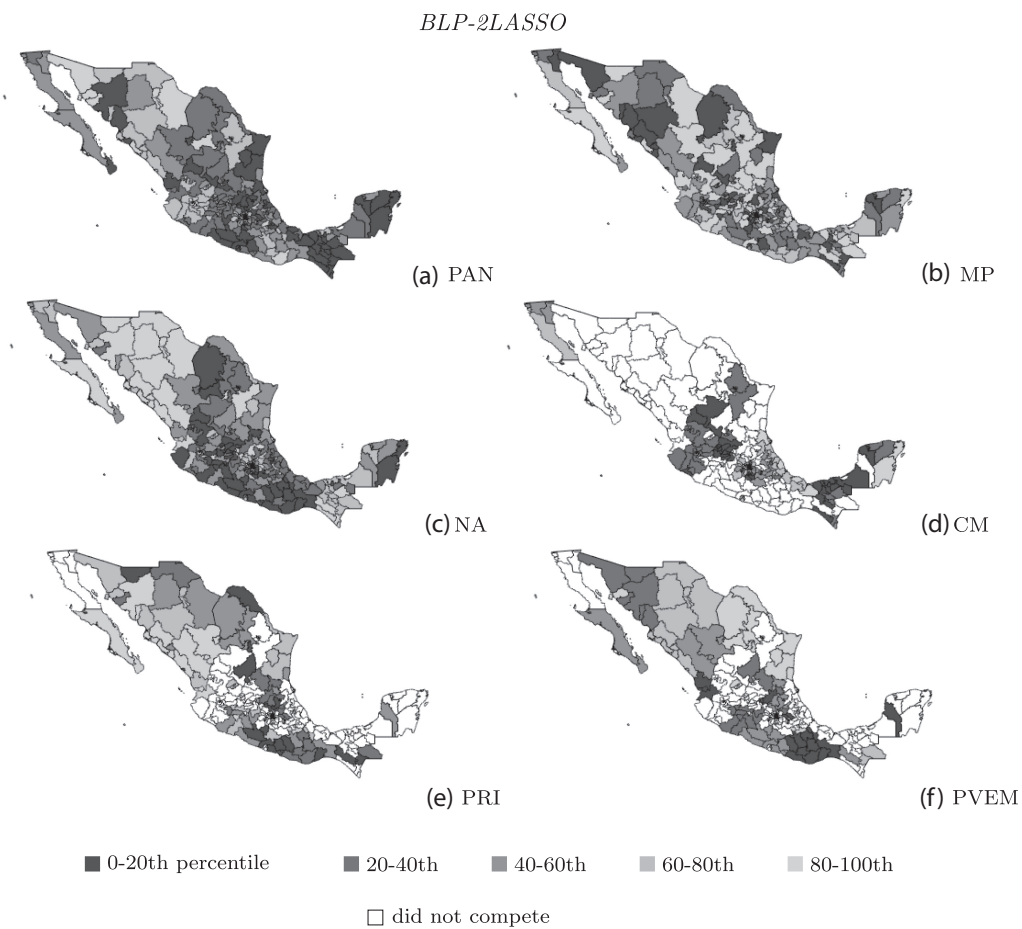 BLP-2LASSO
(a) PAN
(b) MP
(c) NA
(d) CM
(e) PRI
(f) PVEM
0-20th percentile
20-40th
40-60th
60-80th
80-100th
did not compete